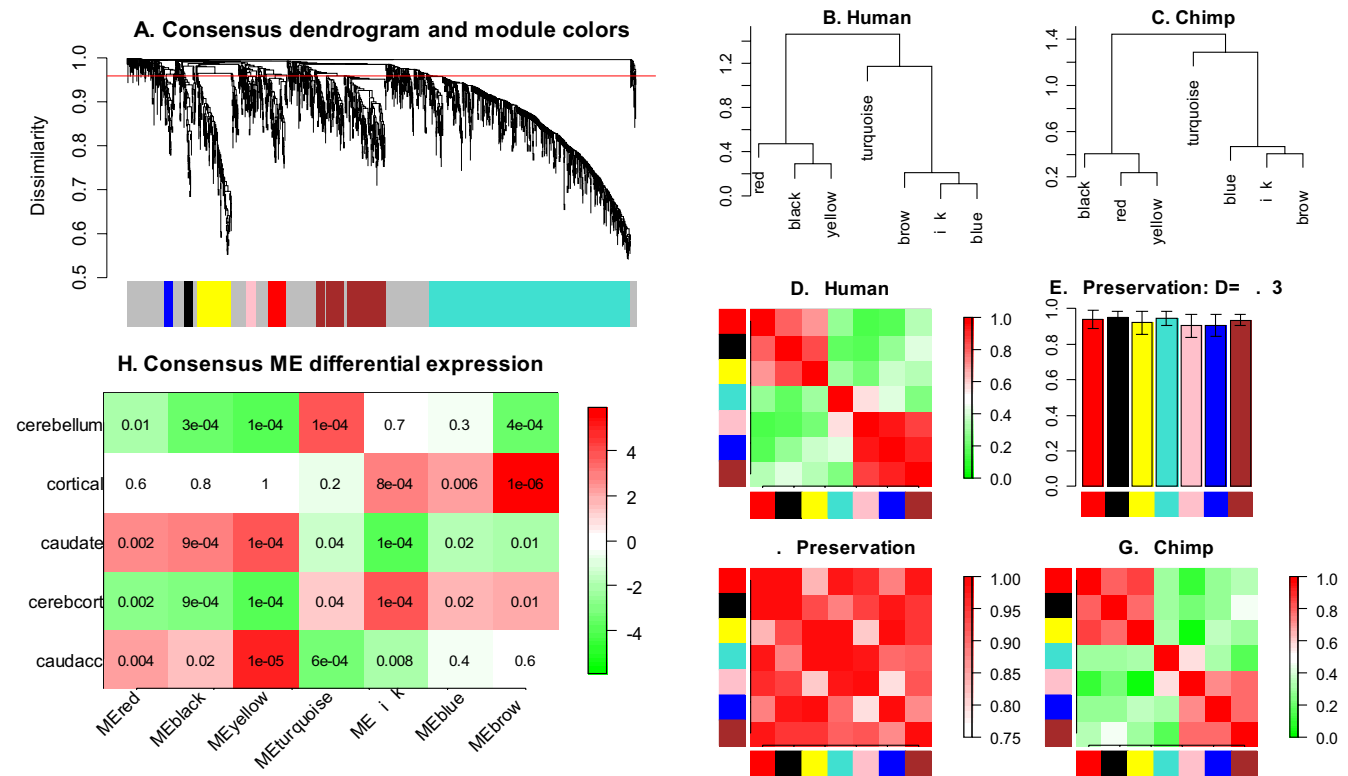 A. Consensus dendrogram and module colors
Dissimilarity
1.0
0.9
0.8
0.7
0.6
0.5
B. Human
1.2
0.8
0.4
0.0
red
black
yellow
turquoise
brow
i k
blue
C. Chimp
1.4
1.0
0.6
0.2
black
red
yellow
turquoise
blue
i k
brow
D. Human
1.0
0.8
0.6
0.4
0.2
0.0
E. Preservation: D= . 3
1.0
0.8
0.6
0.4
0.2
0.0
H. Consensus ME differential expression
cerebellum 0.01 3e-04 1e-04 1e-04 0.7 0.3 4e-04
cortical 0.6 0.8 1 0.2 8e-04 0.006 1e-06
caudate 0.002 9e-04 1e-04 0.04 1e-04 0.02 0.01
cerebcort 0.002 9e-04 1e-04 0.04 1e-04 0.02 0.01
caudacc 0.004 0.02 1e-05 6e-04 0.008 0.4 0.6
MEred
MEblack
MEyellow
MEturquoise
ME i k
MEblue
MEbrow
4
2
0
-2
-4
. Preservation
1.00
0.95
0.90
0.85
0.80
0.75
G. Chimp
1.0
0.8
0.6
0.4
0.2
0.0